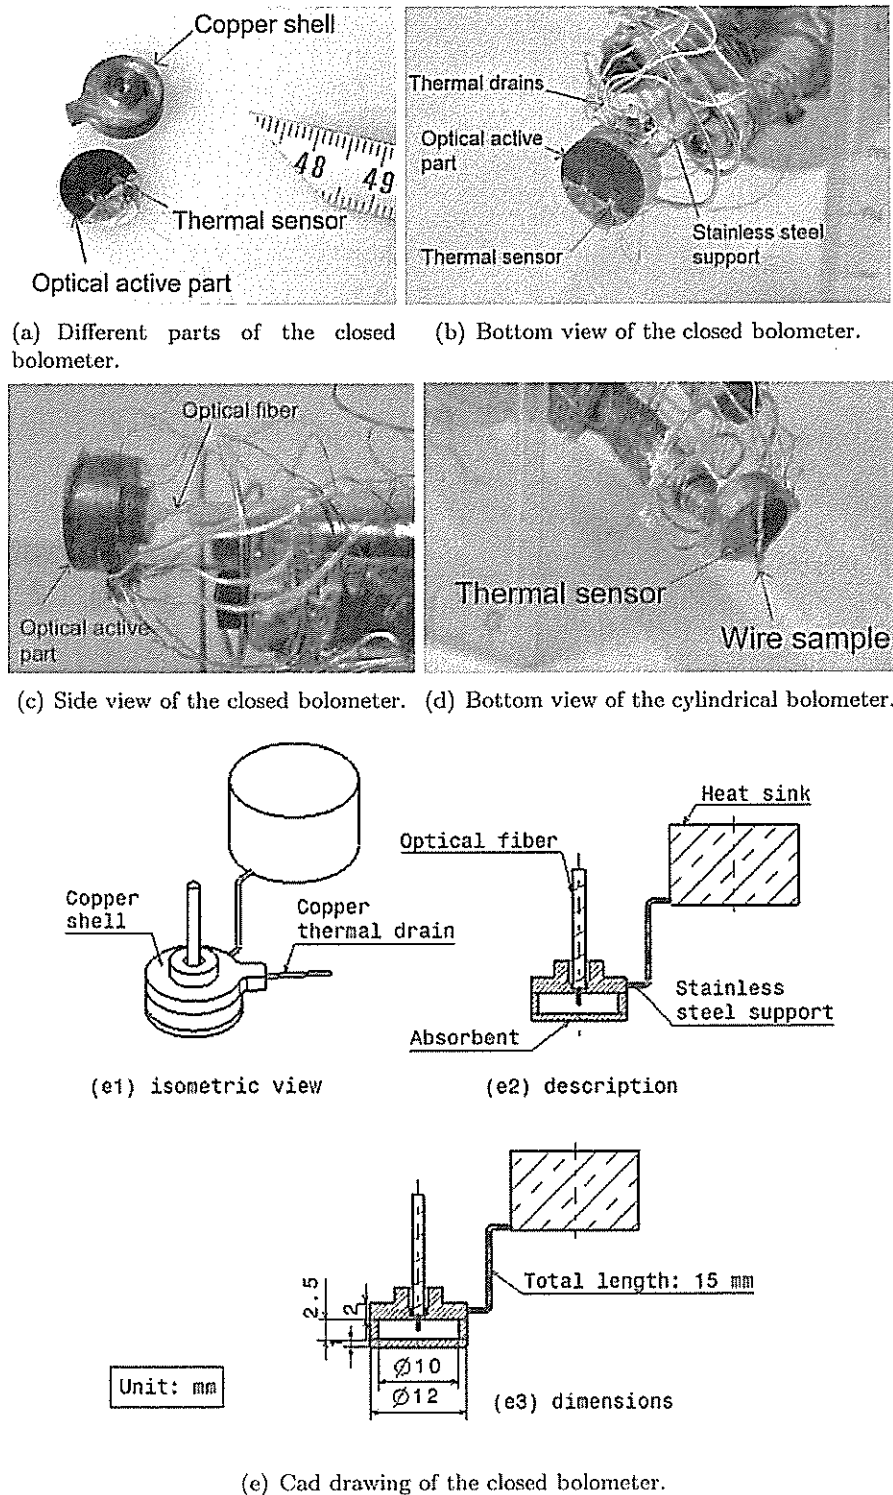 Copper shell
48
49
Thermal sensor
Optical active part
Thermal drains
Optical active
part
Thermal sensor
Stainless steel
support
(a) Different parts of the closed
bolometer.
(b) Bottom view of the closed bolometer.
Optical fiber
Optical active
part
Thermal sensor
Wire sample
(c) Side view of the closed bolometer.
(d) Bottom view of the cylindrical bolometer.
Copper
shell
Copper
thermal drain
(e1) isometric view
Heat sink
Optical fiber
Stainless
steel support
Absorbent
(e2) description
2.5
2
Total length: 15 mm
Ø10
Ø12
Unit: mm
(e3) dimensions
(e) Cad drawing of the closed bolometer.